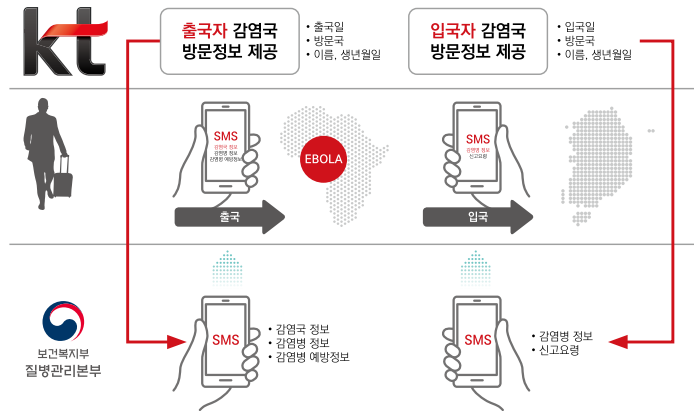 kt
출국자 감염국
방문정보 제공
• 출국일
• 방문국
• 이름, 생년월일
입국자 감염국
방문정보 제공
• 입국일
• 방문국
• 이름, 생년월일
SMS
감염국 정보
감염병 정보
감염병 예방정보
EBOLA
출국
SMS
감염병 정보
신고요령
입국
보건복지부
질병관리본부
SMS
• 감염국 정보
• 감염병 정보
• 감염병 예방정보
SMS
• 감염병 정보
• 신고요령